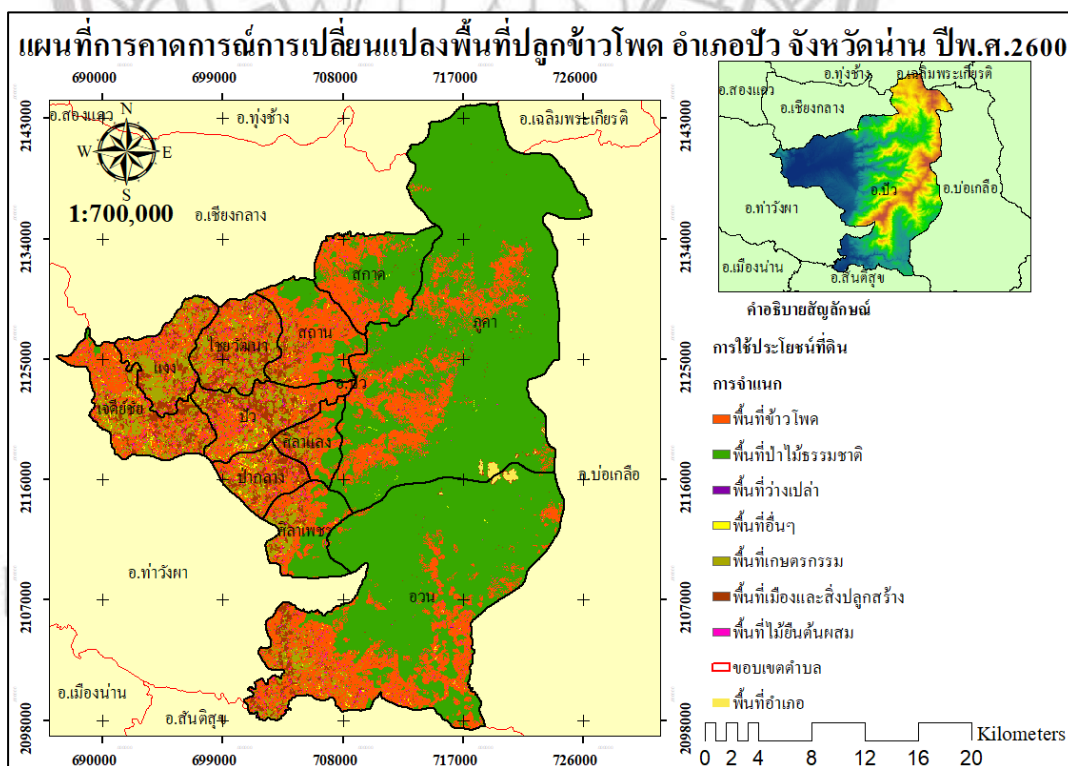 แผนที่การคาดการณ์การเปลี่ยนแปลงพื้นที่ปลูกข้าวโพด อำเภอปัว จังหวัดน่าน ปีพ.ศ.2600
690000 699000 708000 717000 726000
2143000
2134000
2125000
2116000
2107000
2098000
อ.สองแคว
อ.ทุ่งช้าง
อ.เฉลิมพระเกียรติ
N
W E
S
1:700,000
อ.เชียงกลาง
สกาด
ภูคา
สถาน
ไชยวัฒนา
แงง
อ.ปัว
เจดีย์ชัย
ปัว
ศิลาแลง
ป่ากลาง
อ.บ่อเกลือ
ศิลาเพชร
อ.ท่าวังผา
อวน
อ.เมืองน่าน
อ.สันติสุข
2143000
2134000
2125000
2116000
2107000
2098000
690000 699000 708000 717000 726000
อ.ทุ่งช้าง
อ.เฉลิมพระเกียรติ
อ.สองแคว
อ.เชียงกลาง
อ.ปัว
อ.บ่อเกลือ
อ.ท่าวังผา
อ.เมืองน่าน
อ.สันติสุข
คำอธิบายสัญลักษณ์
การใช้ประโยชน์ที่ดิน
การจำแนก
พื้นที่ข้าวโพด
พื้นที่ป่าไม้ธรรมชาติ
พื้นที่ว่างเปล่า
พื้นที่อื่นๆ
พื้นที่เกษตรกรรม
พื้นที่เมืองและสิ่งปลูกสร้าง
พื้นที่ไม้ยืนต้นผสม
ขอบเขตตำบล
พื้นที่อำเภอ
Kilometers
0 2 4 8 12 16 20